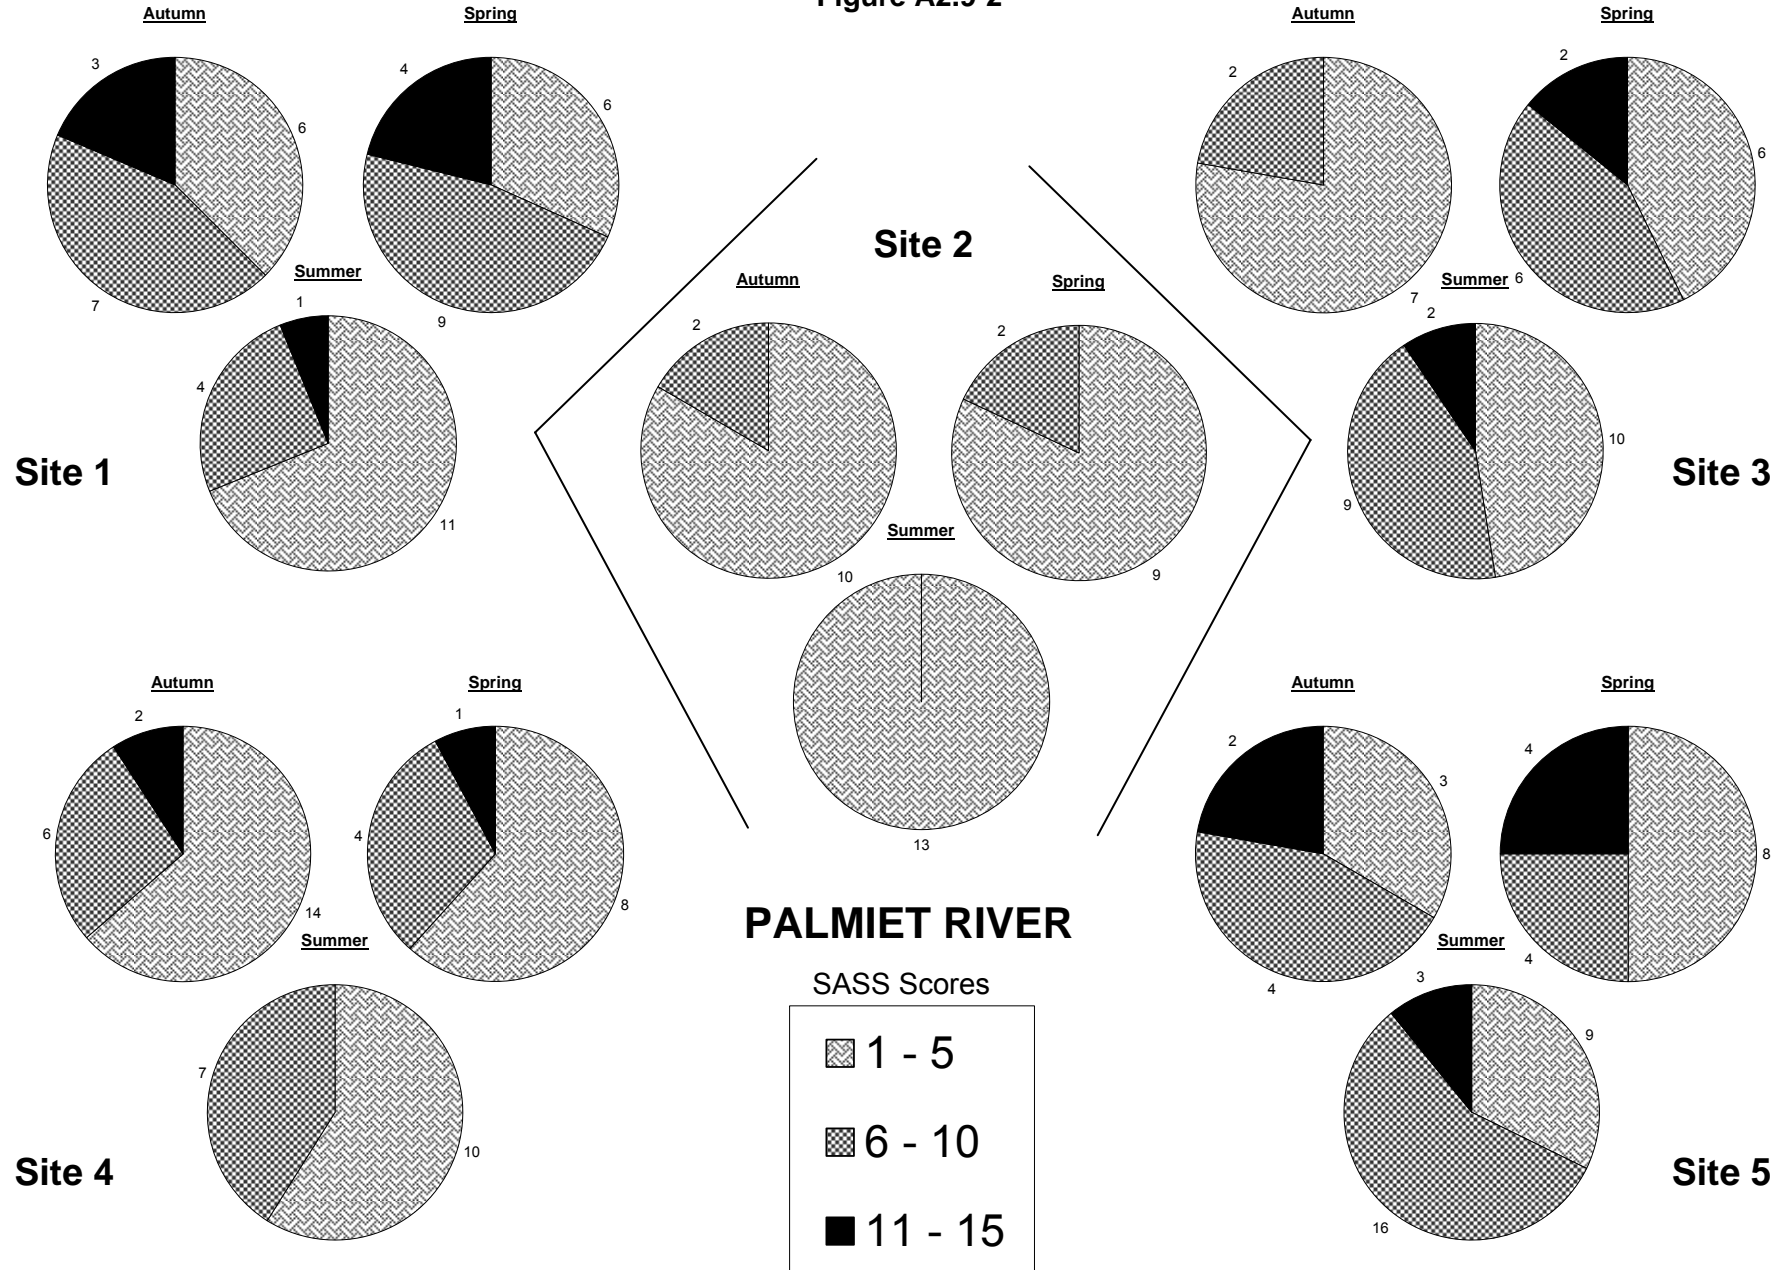 Figure A2.9-2
Autumn
Spring
3
6
7
4
6
9
Summer
1
4
11
Site 1
Site 2
Autumn
Spring
2
10
2
9
Summer
13
Autumn
Spring
2
7
2
6
6
Summer
2
10
9
Site 3
Autumn
Spring
2
6
14
1
4
8
Summer
7
10
Site 4
PALMIET RIVER
SASS Scores
1 - 5
6 - 10
11 - 15
Autumn
Spring
2
3
4
4
8
4
Summer
3
9
16
Site 5